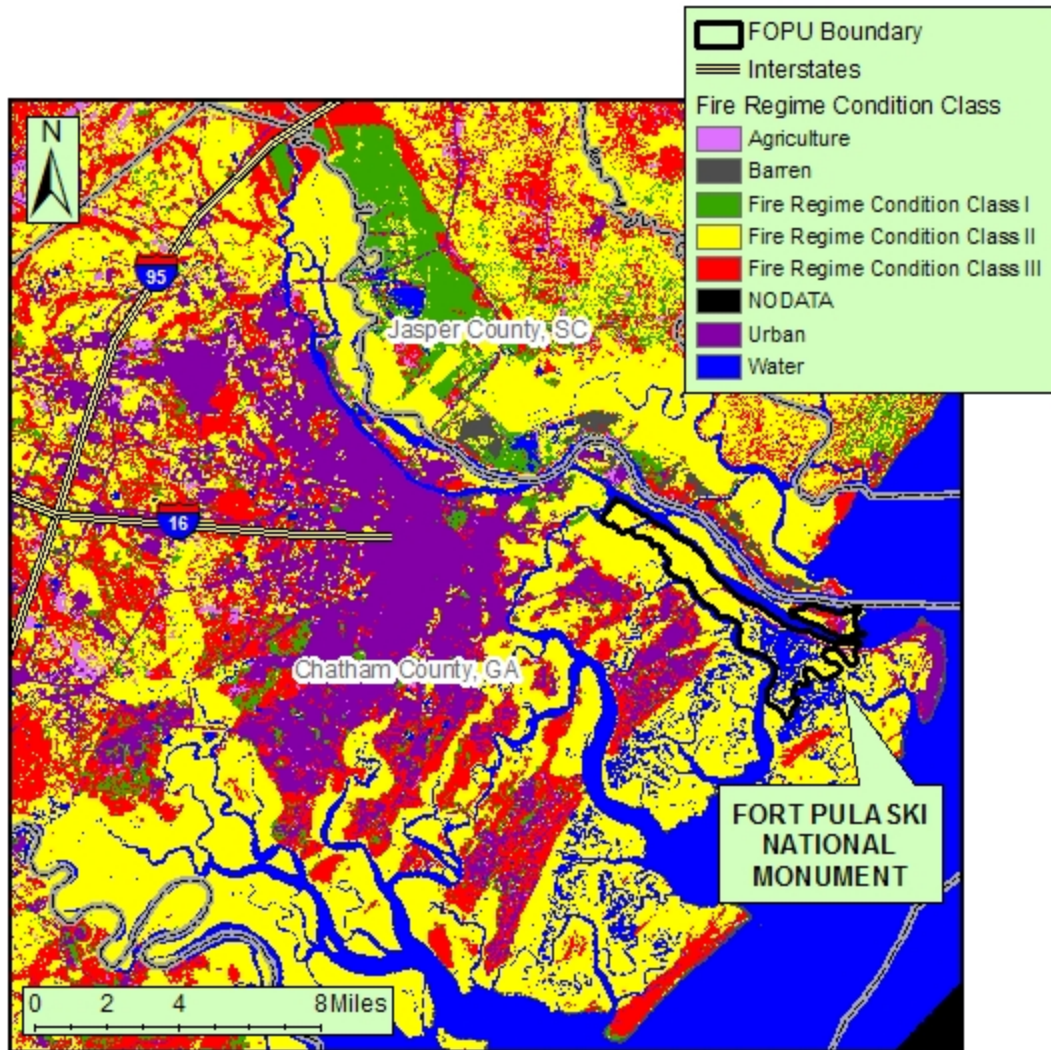 FOPU Boundary
Interstates
Fire Regime Condition Class
Agriculture
Barren
Fire Regime Condition Class I
Fire Regime Condition Class II
Fire Regime Condition Class III
NODATA
Urban
Water
N
95
Jasper County, SC
16
Chatham County, GA
FORT PULASKI
NATIONAL
MONUMENT
0 2 4 8 Miles